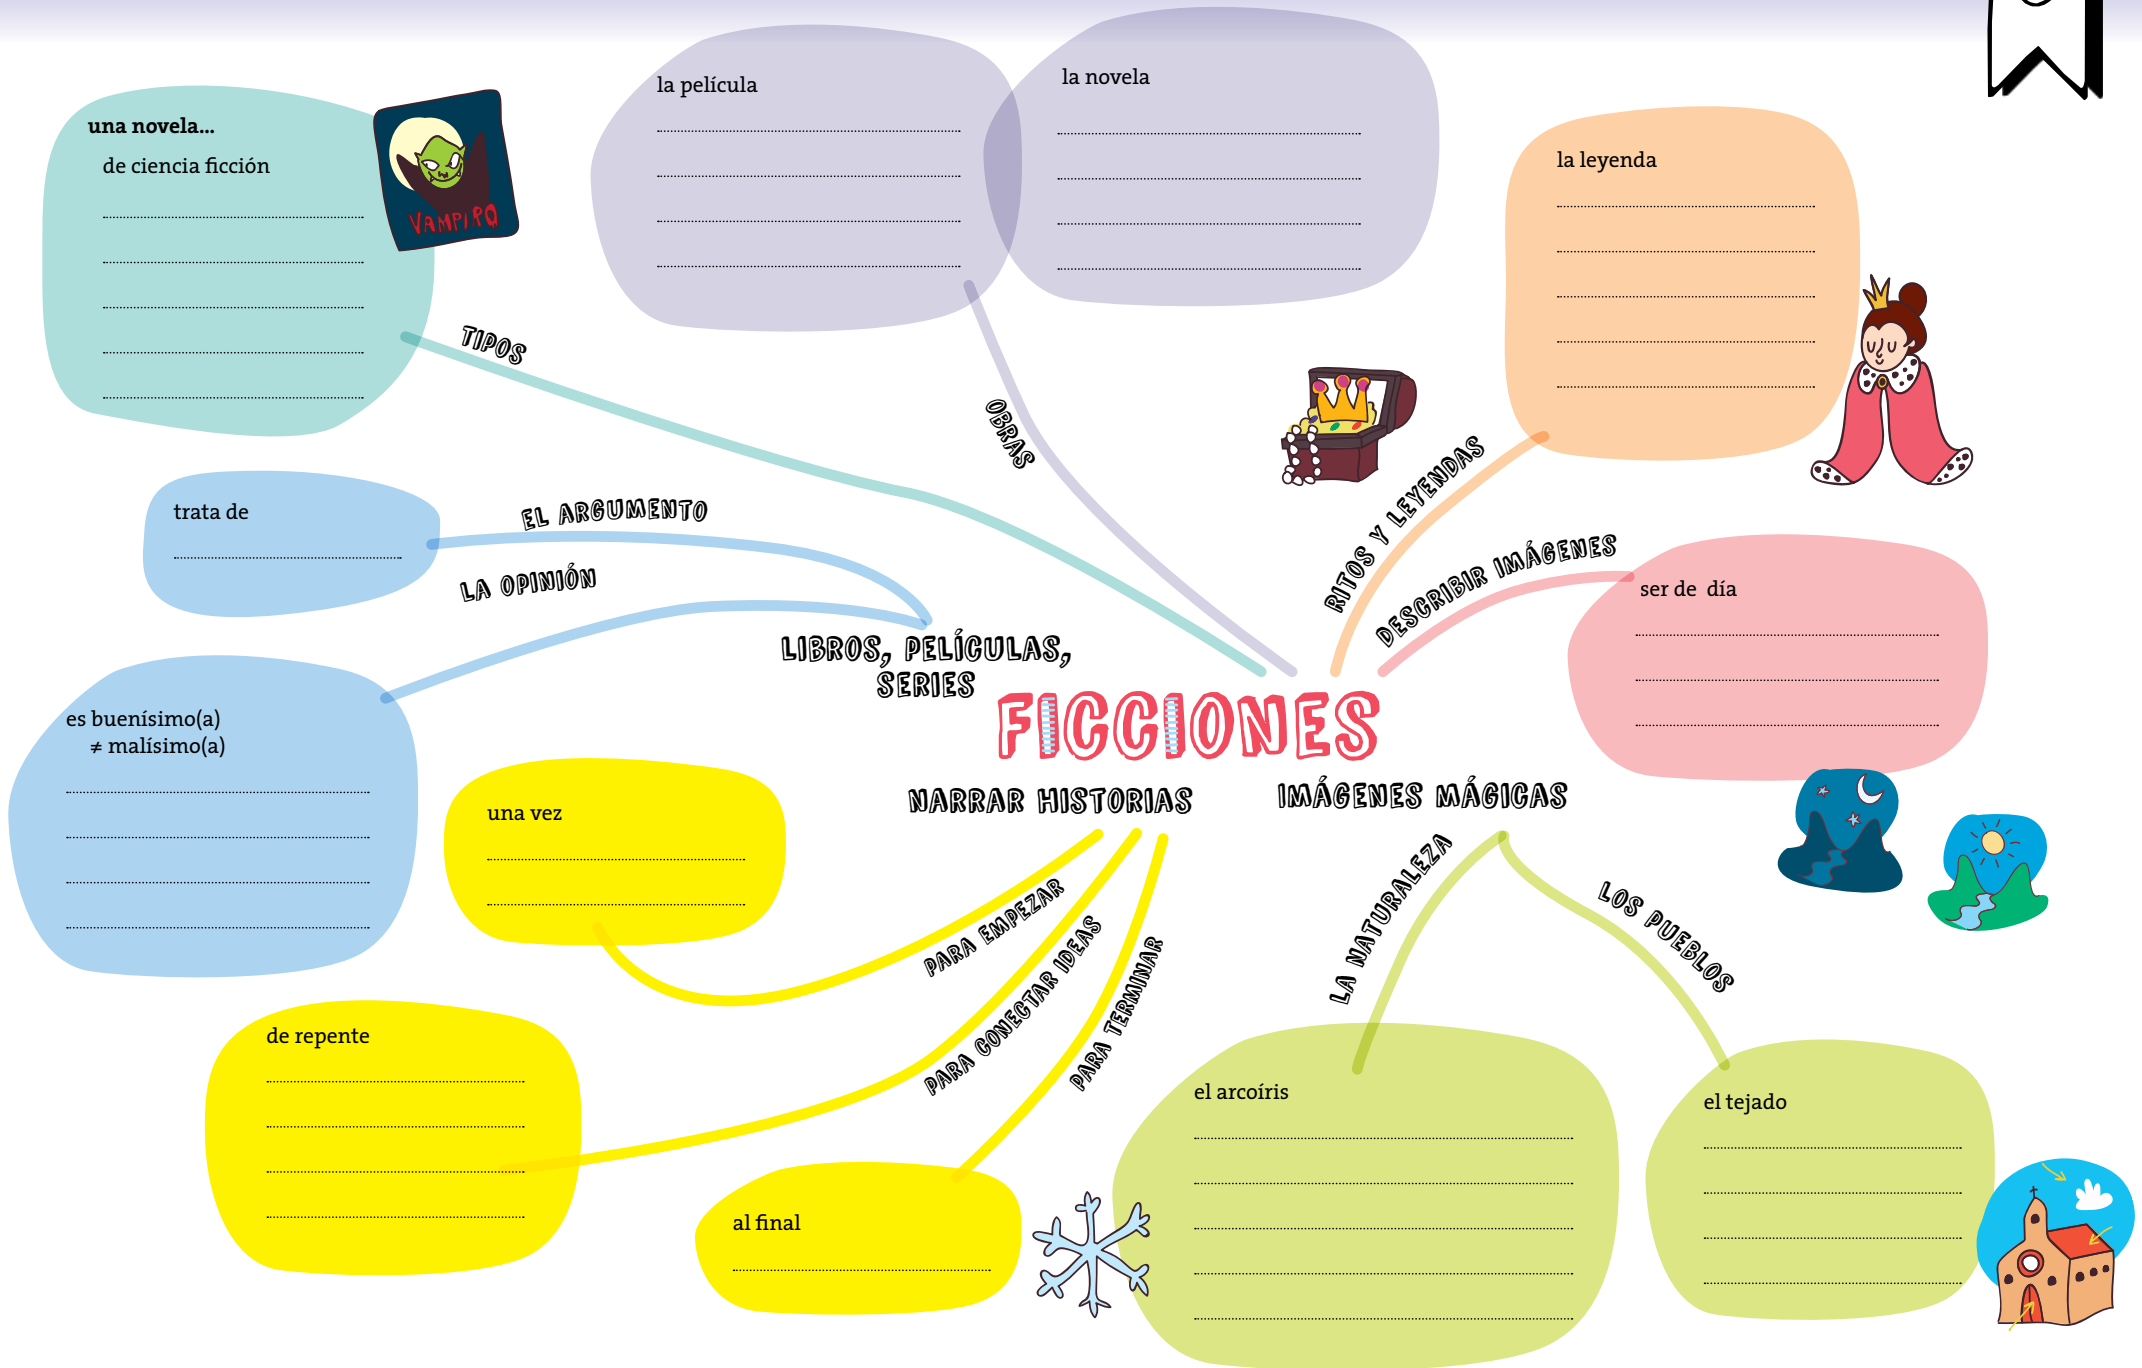 la película
la novela
una novela...
de ciencia ficción
VAMPIRO
la leyenda
TIPOS
OBRAS
RITOS Y LEYENDAS
trata de
EL ARGUMENTO
LA OPINIÓN
DESCRIBIR IMÁGENES
ser de día
LIBROS, PELÍCULAS,
SERIES
FICCIONES
es buenísimo(a)
≠ malísimo(a)
NARRAR HISTORIAS
IMÁGENES MÁGICAS
una vez
PARA EMPEZAR
PARA CONECTAR IDEAS
PARA TERMINAR
LA NATURALEZA
LOS PUEBLOS
de repente
el arcoíris
el tejado
al final